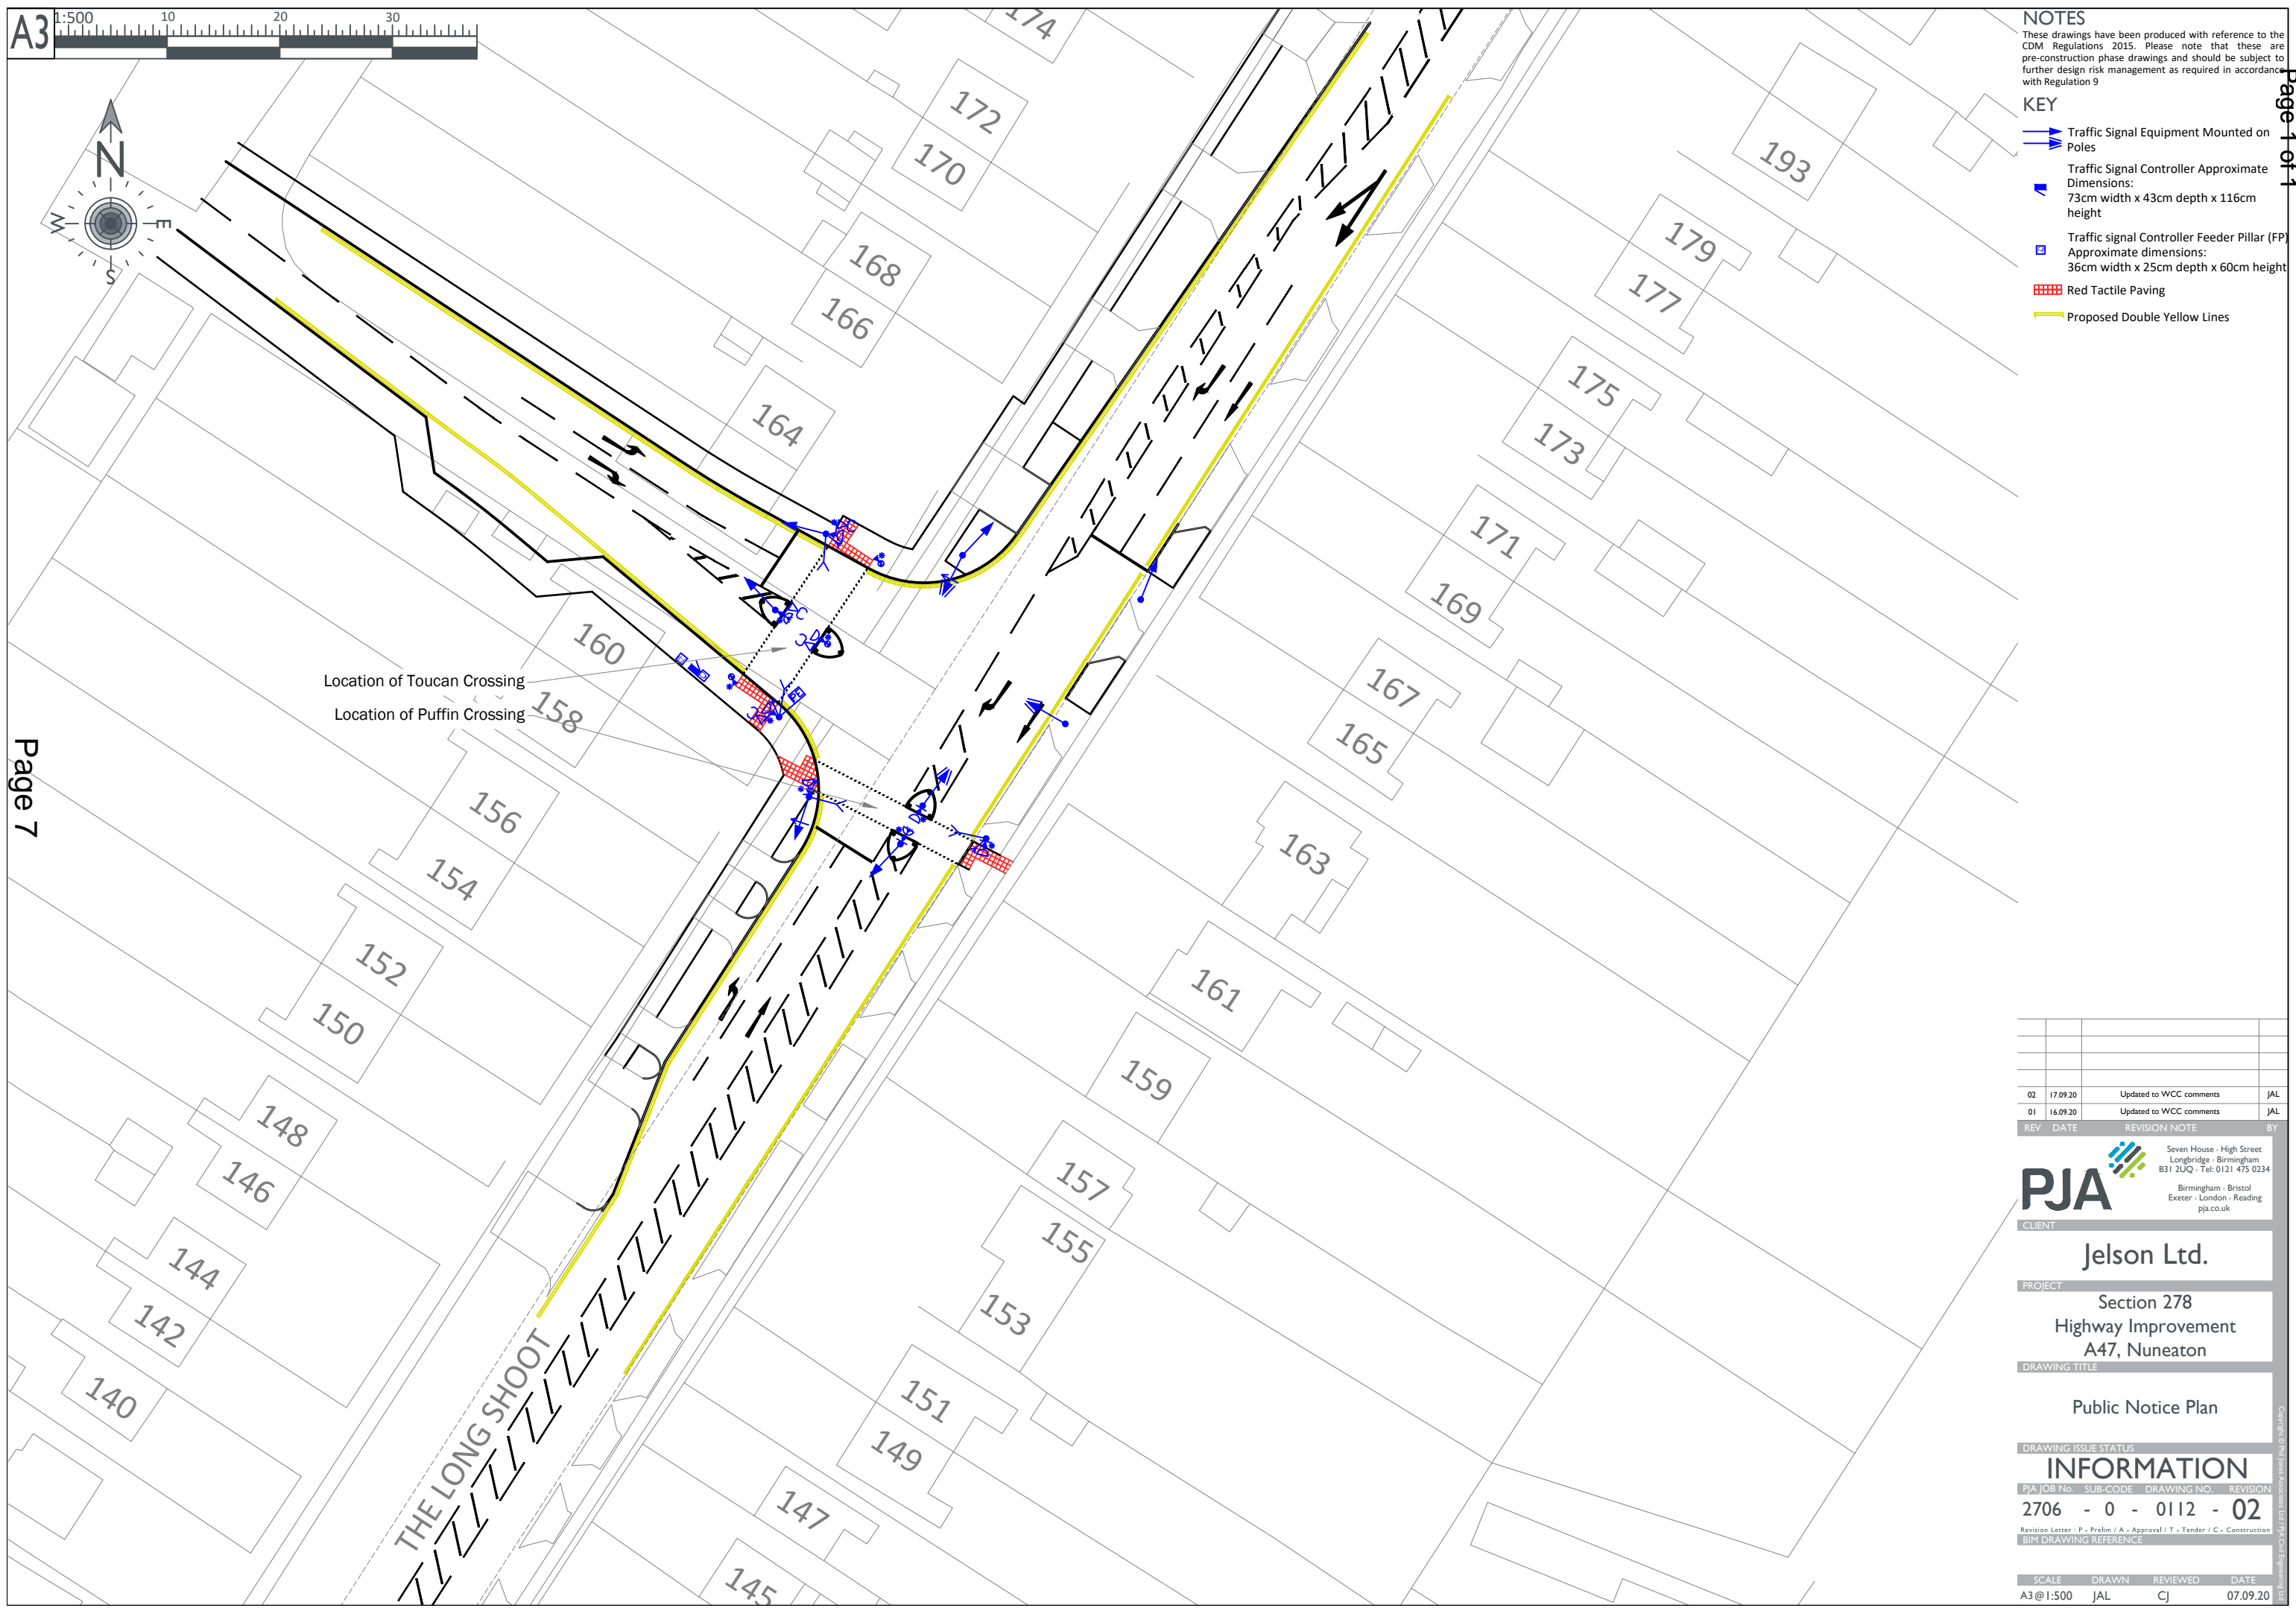 A3
1:500
10
20
30
N
E
S
W
174
172
170
168
166
164
160
158
156
154
152
150
148
146
144
142
140
193
179
177
175
173
171
169
167
165
163
161
159
157
155
153
151
149
147
145
Location of Toucan Crossing
Location of Puffin Crossing
THE LONG SHOOT
Page 7
Page 1 of 1
NOTES
These drawings have been produced with reference to the
CDM Regulations 2015. Please note that these are
pre-construction phase drawings and should be subject to
further design risk management as required in accordance
with Regulation 9
KEY
Traffic Signal Equipment Mounted on
Poles
Traffic Signal Controller Approximate
Dimensions:
73cm width x 43cm depth x 116cm
height
Traffic signal Controller Feeder Pillar (FP)
Approximate dimensions:
36cm width x 25cm depth x 60cm height
Red Tactile Paving
Proposed Double Yellow Lines
02 17.09.20 Updated to WCC comments JAL
01 16.09.20 Updated to WCC comments JAL
REV DATE REVISION NOTE BY
PJA
Seven House - High Street
Longbridge - Birmingham
B31 2UQ - Tel: 0121 475 0234
Birmingham - Bristol
Exeter - London - Reading
pja.co.uk
CLIENT
Jelson Ltd.
PROJECT
Section 278
Highway Improvement
A47, Nuneaton
DRAWING TITLE
Public Notice Plan
DRAWING ISSUE STATUS
INFORMATION
PJA JOB No. SUB-CODE DRAWING NO. REVISION
2706 - 0 - 0112 - 02
Revision Letter : P - Prelim / A - Approval / T - Tender / C - Construction
BIM DRAWING REFERENCE
SCALE DRAWN REVIEWED DATE
A3@1:500 JAL CJ 07.09.20